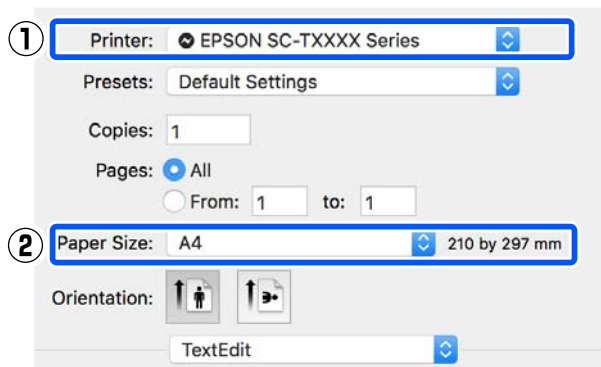 ① Printer: EPSON SC-TXXXX Series
Presets: Default Settings
Copies: 1
Pages: All
From: 1 to: 1
② Paper Size: A4 210 by 297 mm
Orientation:
TextEdit